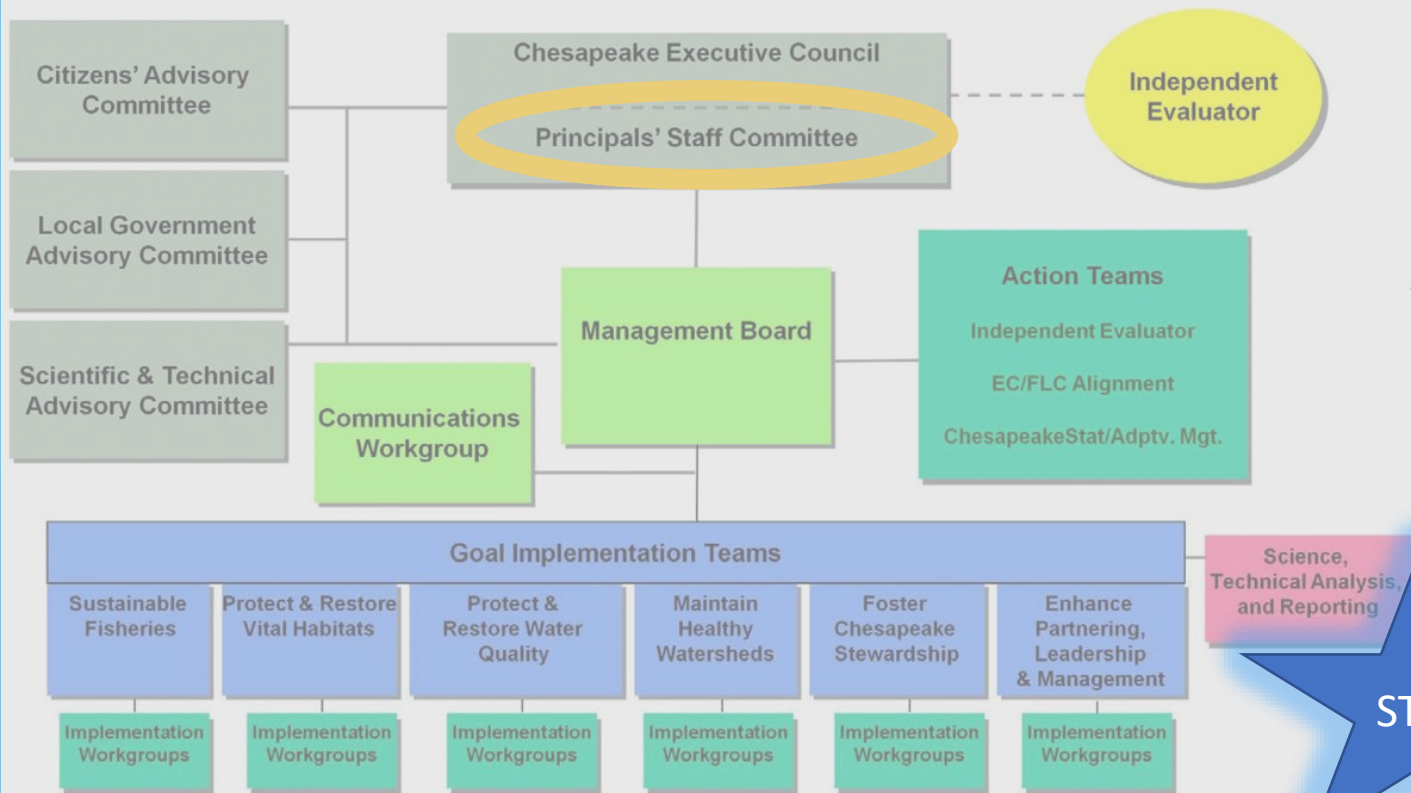 Citizens' Advisory
Committee
Chesapeake Executive Council
Principals' Staff Committee
Independent
Evaluator
Local Government
Advisory Committee
Scientific & Technical
Advisory Committee
Management Board
Communications
Workgroup
Action Teams
Independent Evaluator
EC/FLC Alignment
ChesapeakeStat/Adptv. Mgt.
Goal Implementation Teams
Sustainable
Fisheries
Protect & Restore
Vital Habitats
Protect &
Restore Water
Quality
Maintain
Healthy
Watersheds
Foster
Chesapeake
Stewardship
Enhance
Partnering,
Leadership
& Management
Science,
Technical Analysis,
and Reporting
Implementation
Workgroups
Implementation
Workgroups
Implementation
Workgroups
Implementation
Workgroups
Implementation
Workgroups
Implementation
Workgroups